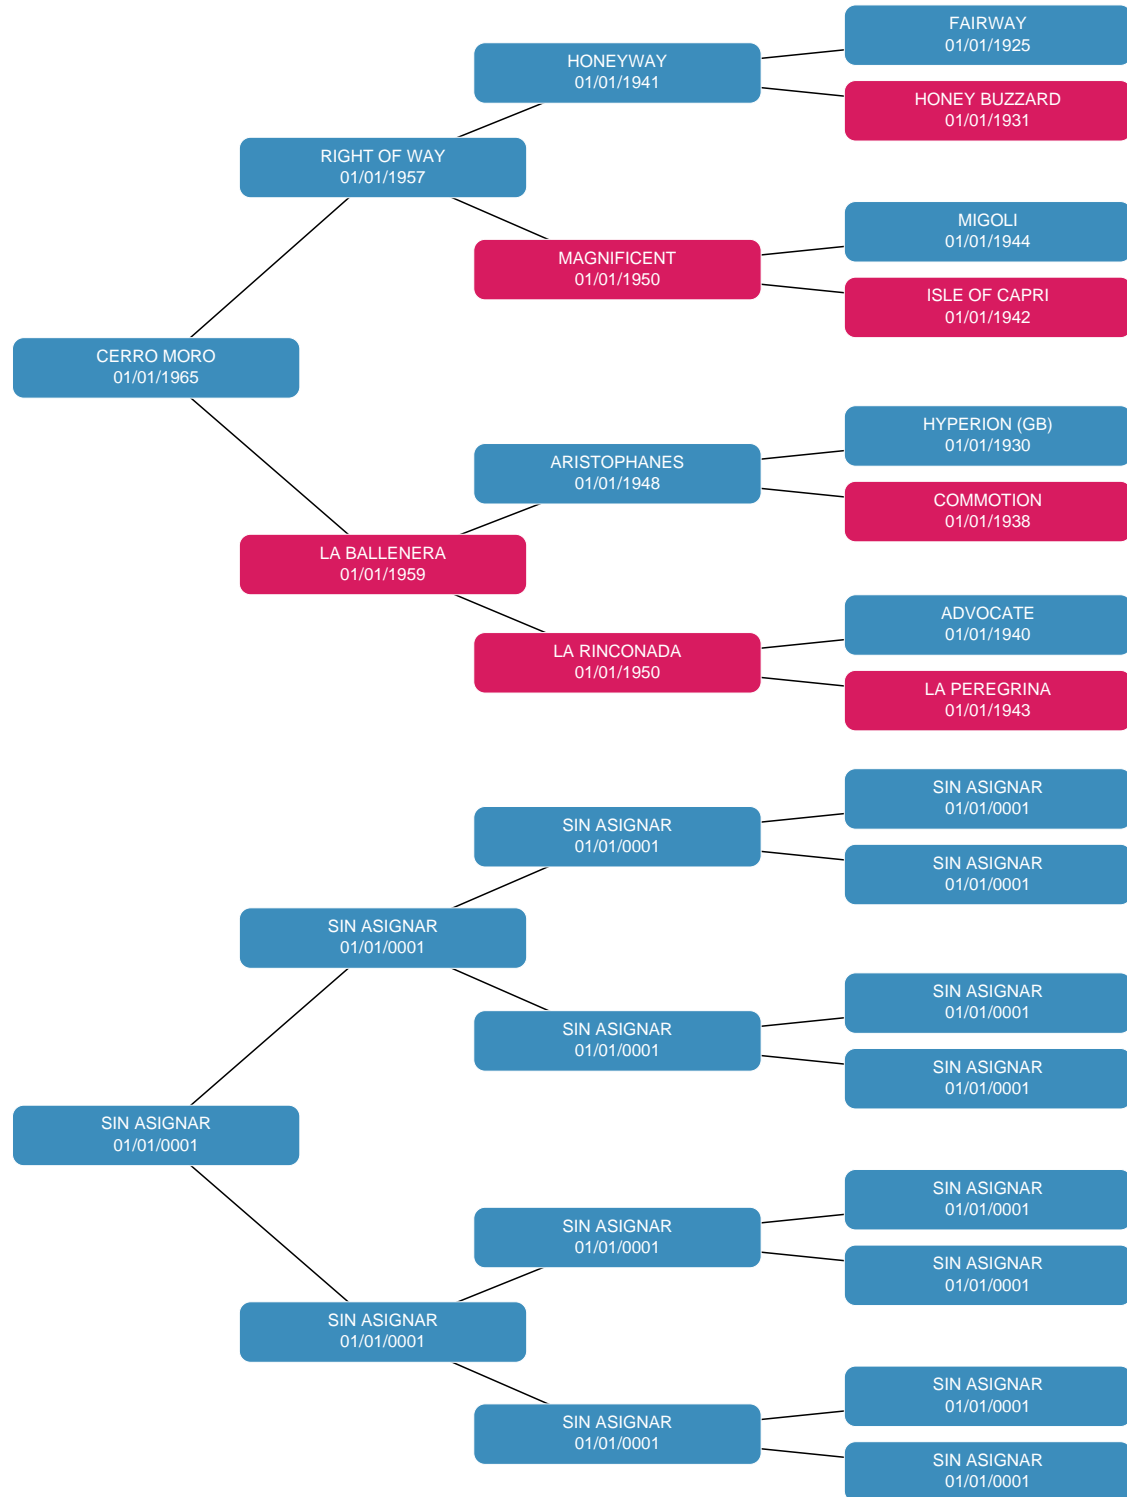 FAIRWAY
01/01/1925
HONEYWAY
01/01/1941
HONEY BUZZARD
01/01/1931
RIGHT OF WAY
01/01/1957
MIGOLI
01/01/1944
MAGNIFICENT
01/01/1950
ISLE OF CAPRI
01/01/1942
CERRO MORO
01/01/1965
HYPERION (GB)
01/01/1930
ARISTOPHANES
01/01/1948
COMMOTION
01/01/1938
LA BALLENERA
01/01/1959
ADVOCATE
01/01/1940
LA RINCONADA
01/01/1950
LA PEREGRINA
01/01/1943
SIN ASIGNAR
01/01/0001
SIN ASIGNAR
01/01/0001
SIN ASIGNAR
01/01/0001
SIN ASIGNAR
01/01/0001
SIN ASIGNAR
01/01/0001
SIN ASIGNAR
01/01/0001
SIN ASIGNAR
01/01/0001
SIN ASIGNAR
01/01/0001
SIN ASIGNAR
01/01/0001
SIN ASIGNAR
01/01/0001
SIN ASIGNAR
01/01/0001
SIN ASIGNAR
01/01/0001
SIN ASIGNAR
01/01/0001
SIN ASIGNAR
01/01/0001
SIN ASIGNAR
01/01/0001